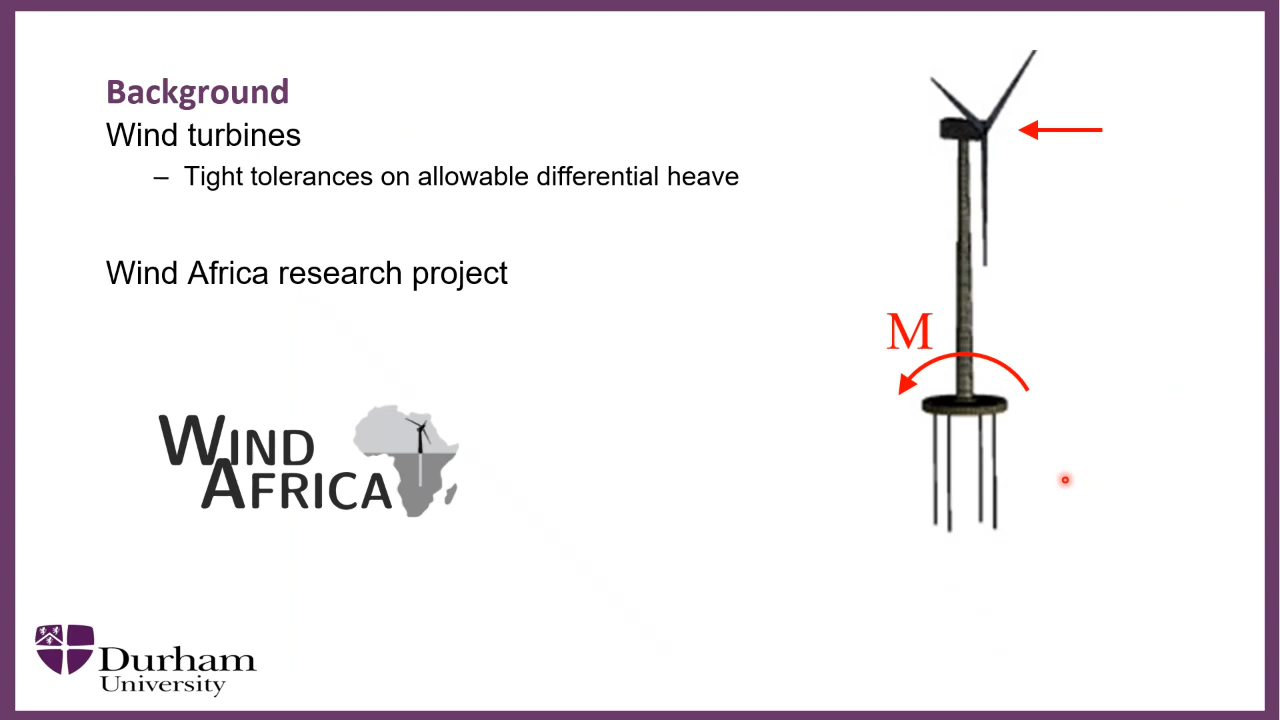 Background
Wind turbines
– Tight tolerances on allowable differential heave
Wind Africa research project
M
WIND
AFRICA
Durham
University